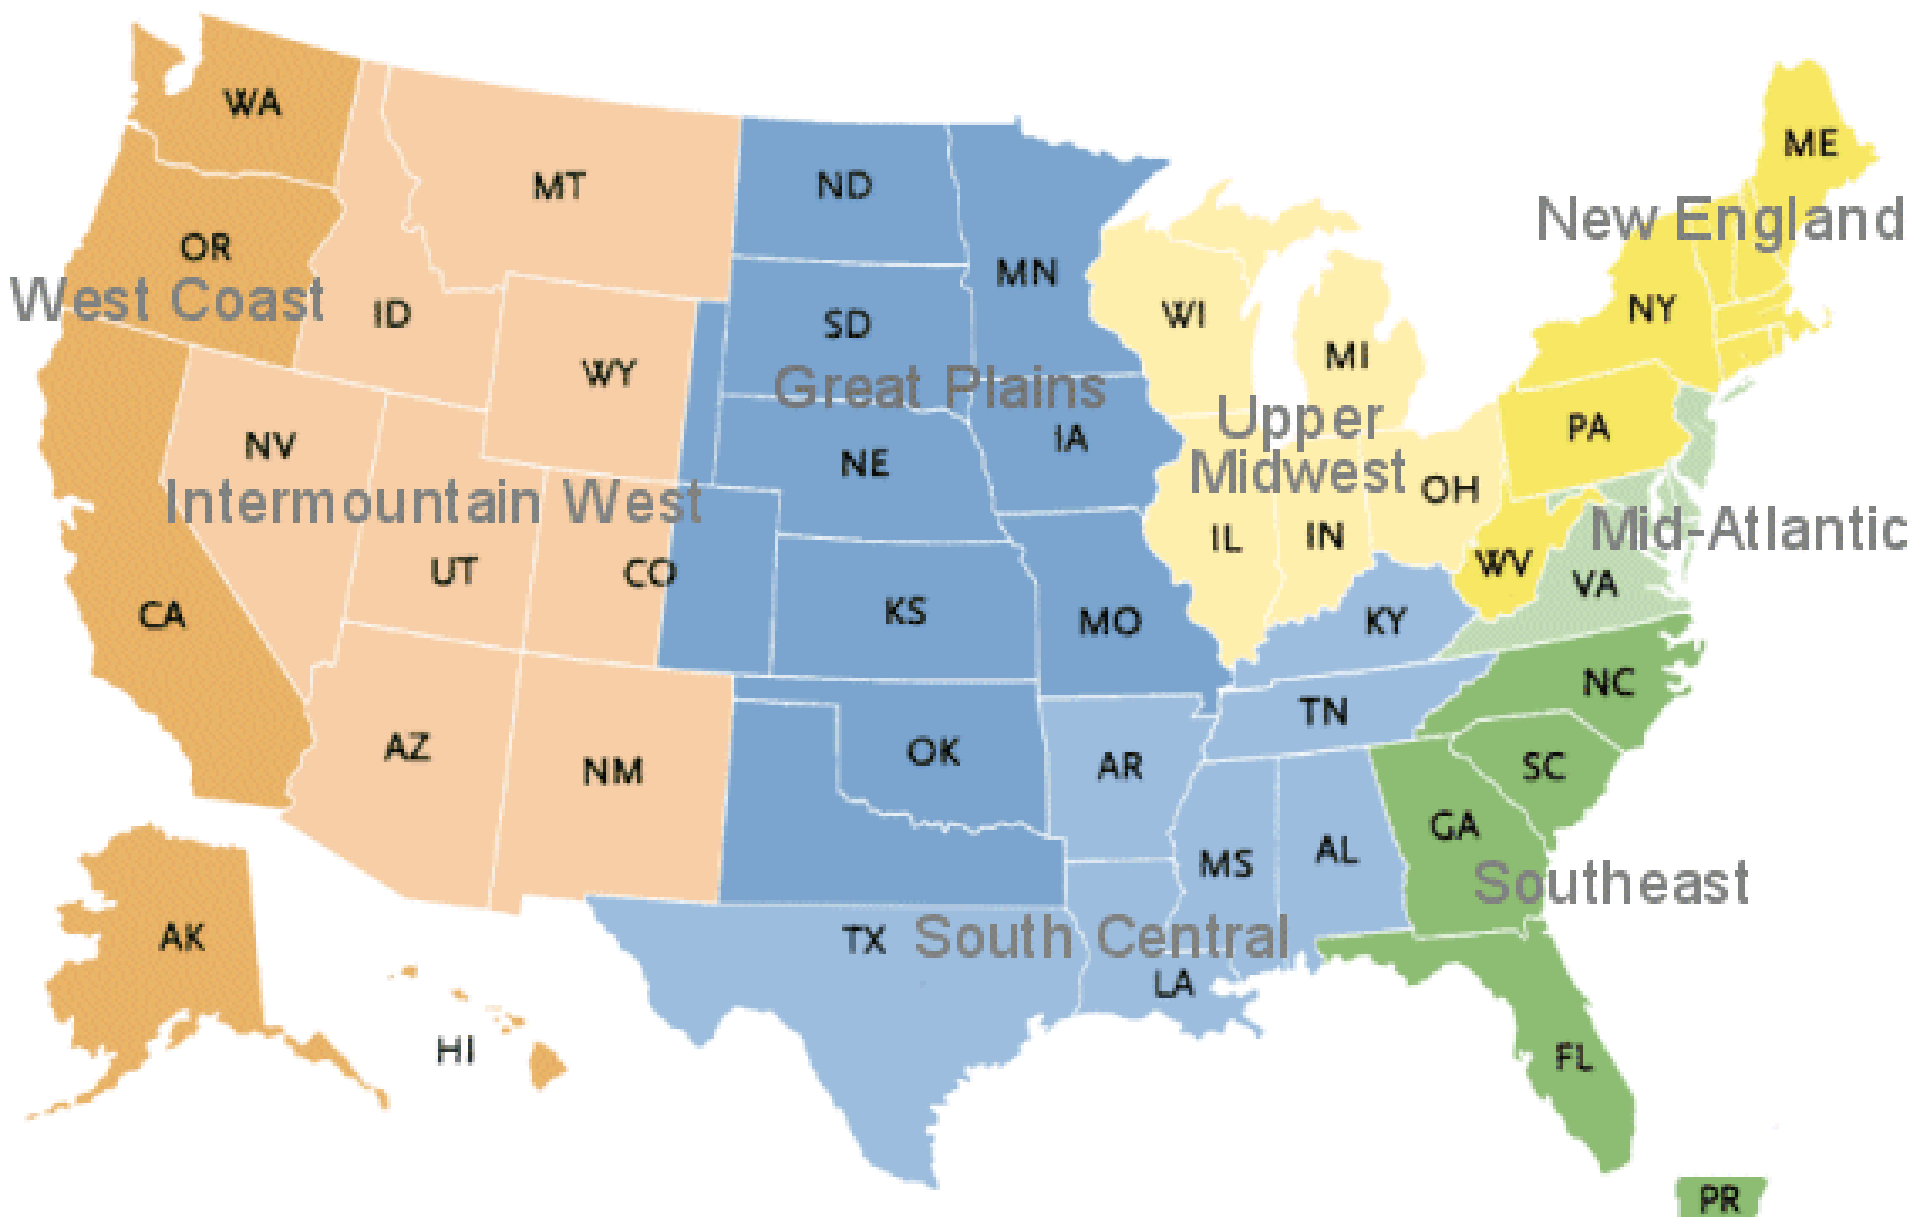 WA
ME
MT
ND
New England
OR
MN
West Coast
ID
SD
WI
NY
MI
WY
Great Plains
Upper
Midwest
IA
PA
NV
NE
OH
Intermountain West
Mid-Atlantic
IL
IN
WV
VA
UT
CO
CA
KS
MO
KY
NC
TN
AZ
NM
OK
AR
SC
GA
MS
AL
Southeast
AK
TX
South Central
LA
HI
FL
PR